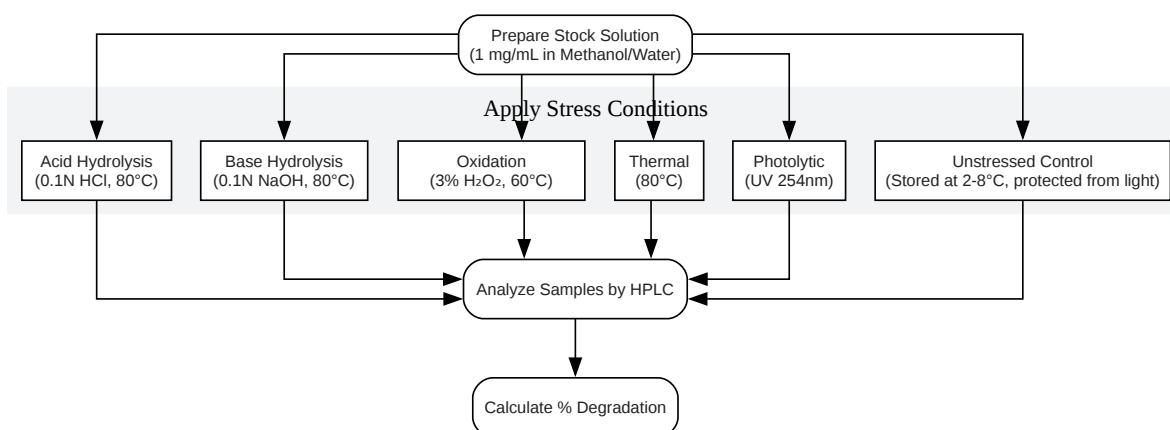 Prepare Stock Solution
(1 mg/mL in Methanol/Water)
Apply Stress Conditions
Acid Hydrolysis
(0.1N HCl, 80°C)
Base Hydrolysis
(0.1N NaOH, 80°C)
Oxidation
(3% H₂O₂, 60°C)
Thermal
(80°C)
Photolytic
(UV 254nm)
Unstressed Control
(Stored at 2-8°C, protected from light)
Analyze Samples by HPLC
Calculate % Degradation